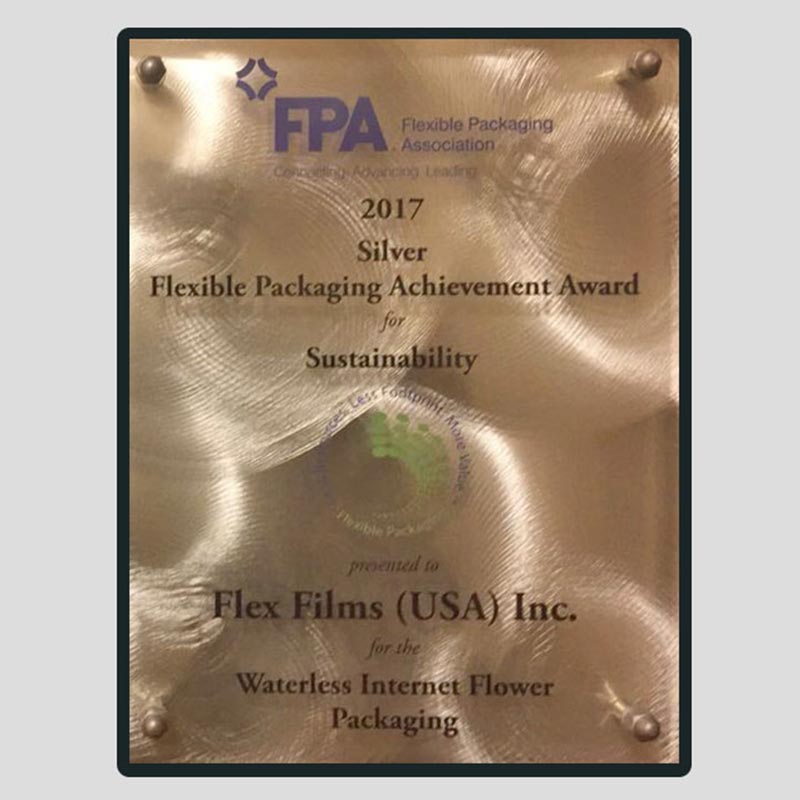 FPA
Flexible Packaging
Association
Connecting. Advancing. Leading.
2017
Silver
Flexible Packaging Achievement Award
for
Sustainability
Less Footprint. More Value.
Flexible Packaging
presented to
Flex Films (USA) Inc.
for the
Waterless Internet Flower
Packaging